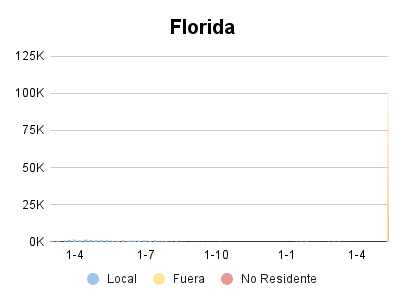 Florida
125K
100K
75K
50K
25K
0K
1-4 1-7 1-10 1-1 1-4
Local Fuera No Residente